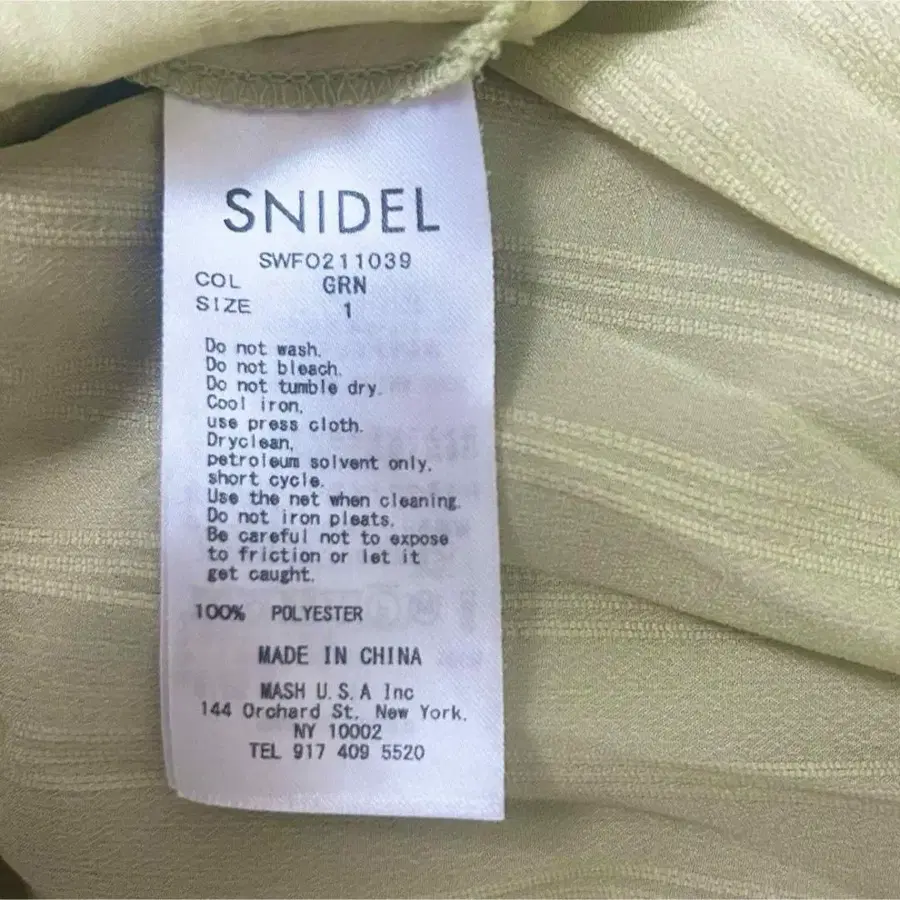 SNIDEL
SWFO211039
COL GRN
SIZE 1
Do not wash.
Do not bleach.
Do not tumble dry.
Cool iron,
use press cloth.
Dryclean,
petroleum solvent only.
short cycle.
Use the net when cleaning.
Do not iron pleats.
Be careful not to expose
to friction or let it
get caught.
100% POLYESTER
MADE IN CHINA
MASH U.S.A Inc
144 Orchard St. New York.
NY 10002
TEL 917 409 5520